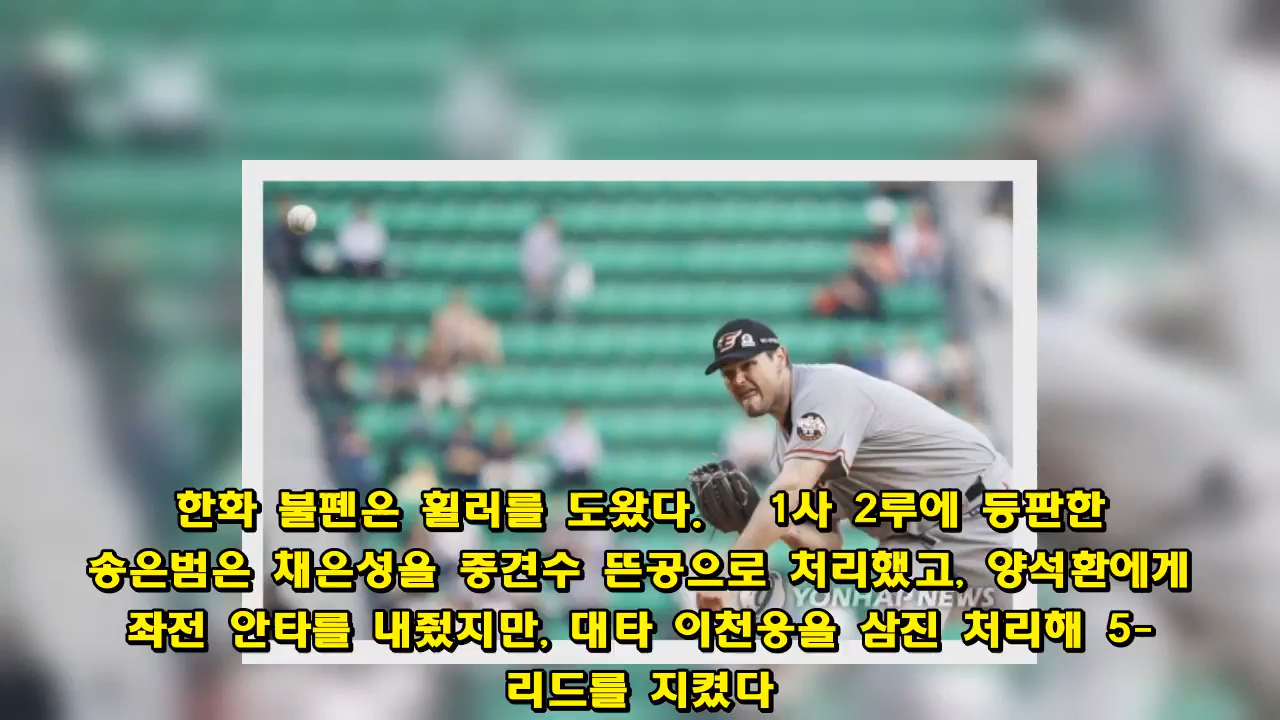 한화 불펜은 휠러를 도왔다. 1사 2루에 등판한
송은범은 채은성을 중견수 뜬공으로 처리했고, 양석환에게
좌전 안타를 내줬지만, 대타 이천웅을 삼진 처리해 5-
리드를 지켰다
YONHAP NEWS